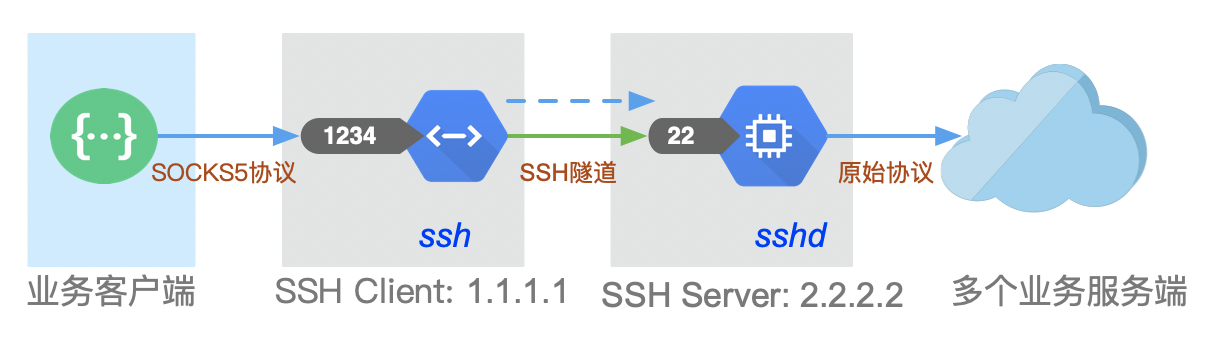 {...}
1234
<->
22
SOCKS5协议
SSH隧道
原始协议
ssh
sshd
业务客户端
SSH Client: 1.1.1.1
SSH Server: 2.2.2.2
多个业务服务端